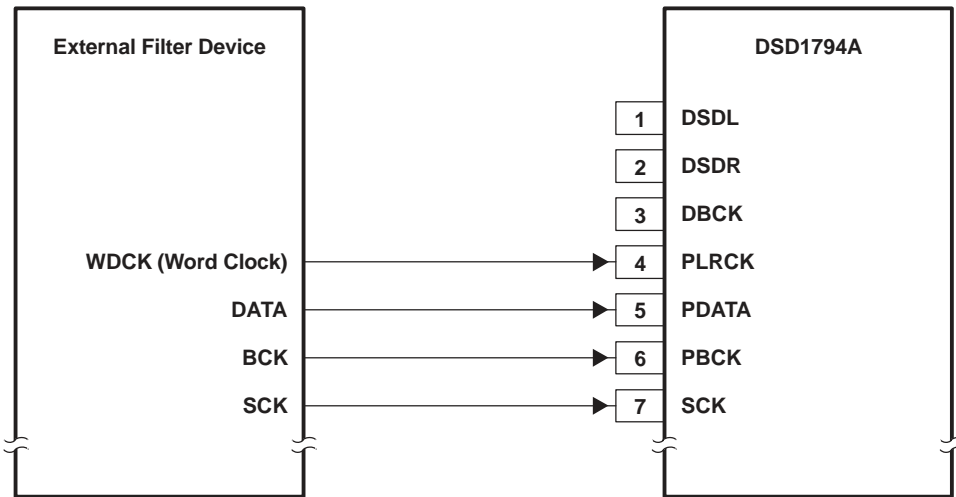 External Filter Device
DSD1794A
1 DSDL
2 DSDR
3 DBCK
WDCK (Word Clock) 4 PLRCK
DATA 5 PDATA
BCK 6 PBCK
SCK 7 SCK